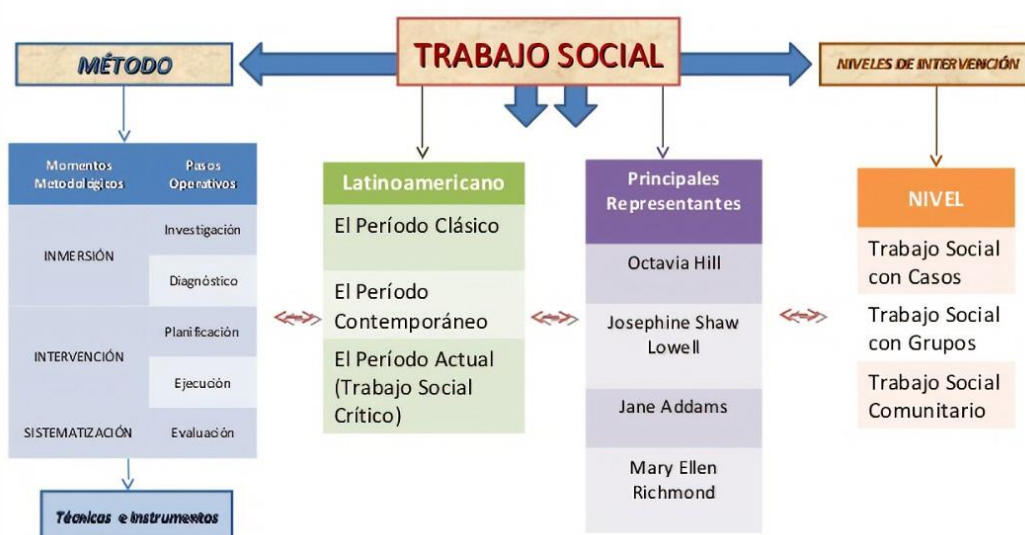 TRABAJO SOCIAL
MÉTODO
NIVELES DE INTERVENCIÓN
Momentos
Metodológicos
Pasos
Operativos
INMERSIÓN
Investigación
Diagnóstico
INTERVENCIÓN
Planificación
Ejecución
SISTEMATIZACIÓN
Evaluación
Técnicas e Instrumentos
Latinoamericano
El Período Clásico
El Período
Contemporáneo
El Período Actual
(Trabajo Social
Crítico)
Principales
Representantes
Octavia Hill
Josephine Shaw
Lowell
Jane Addams
Mary Ellen
Richmond
NIVEL
Trabajo Social
con Casos
Trabajo Social
con Grupos
Trabajo Social
Comunitario